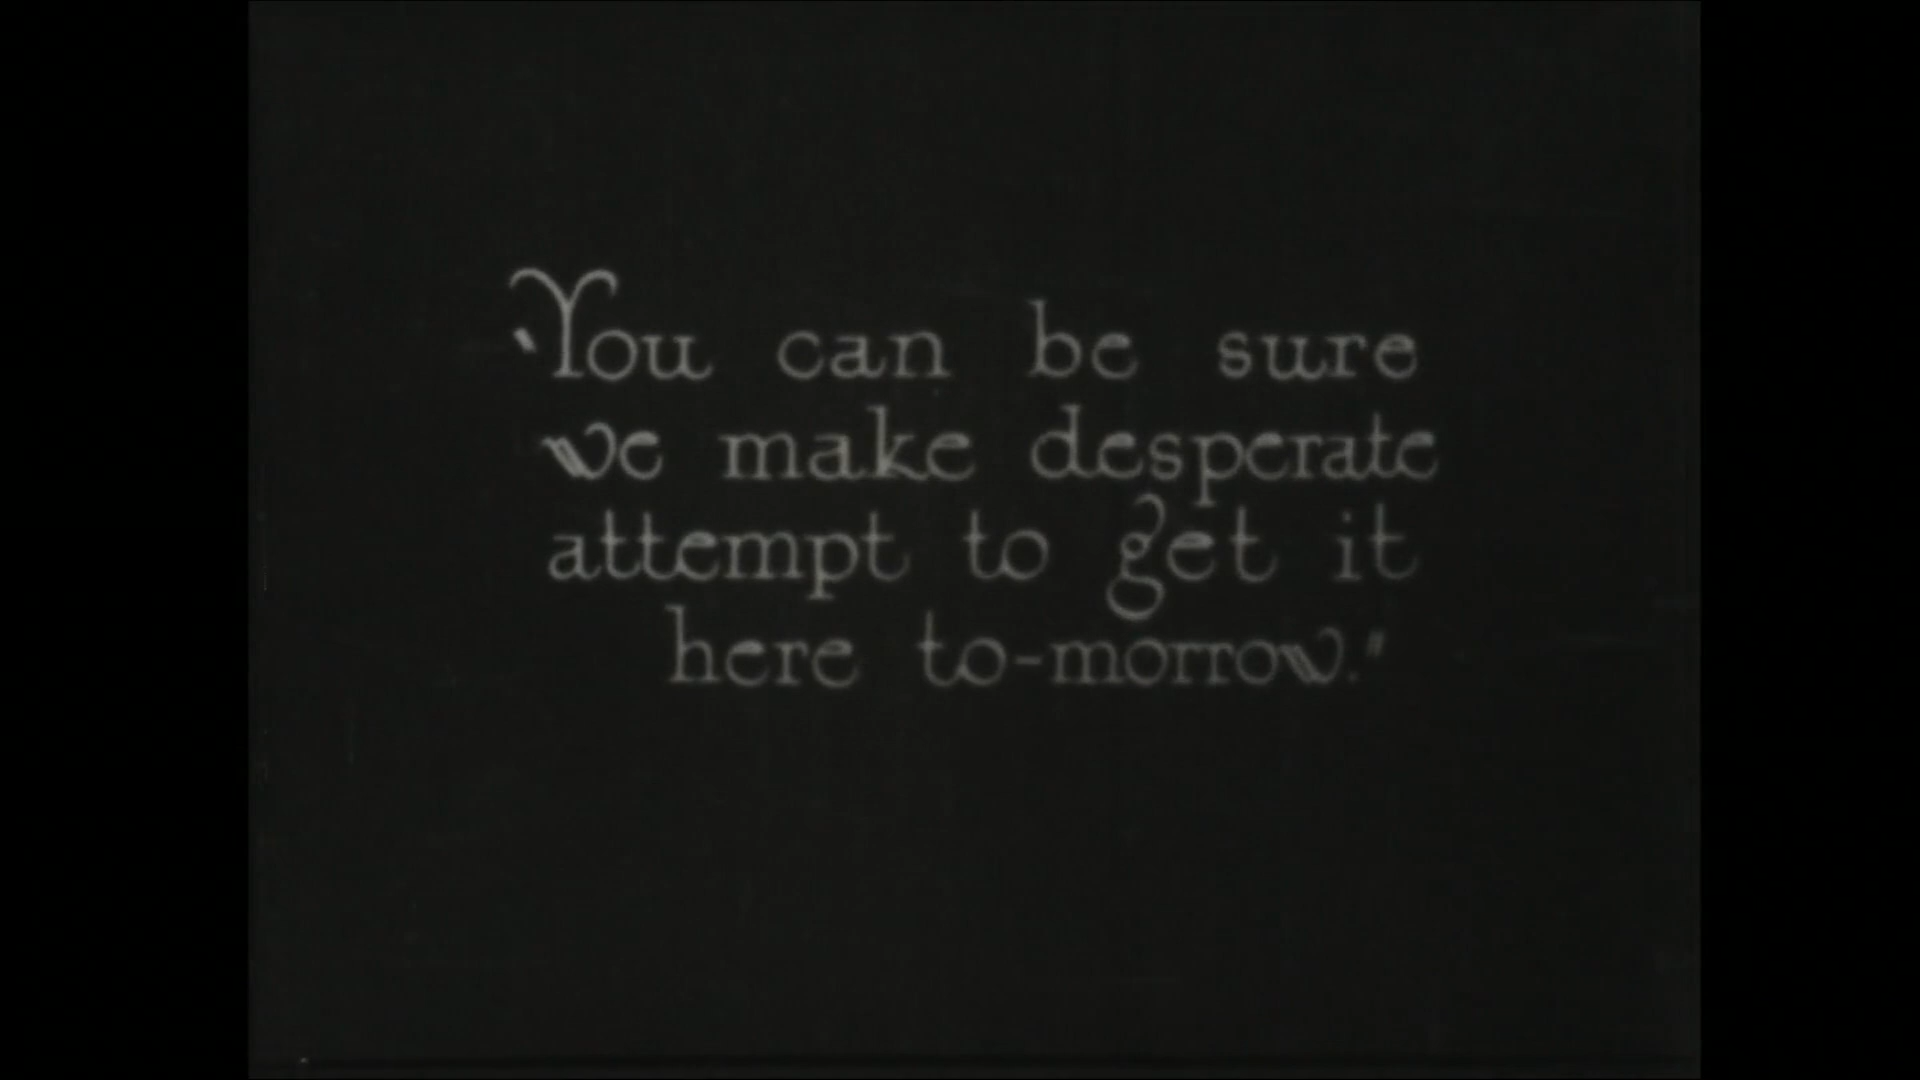 "You can be sure
we make desperate
attempt to get it
here to-morrow."